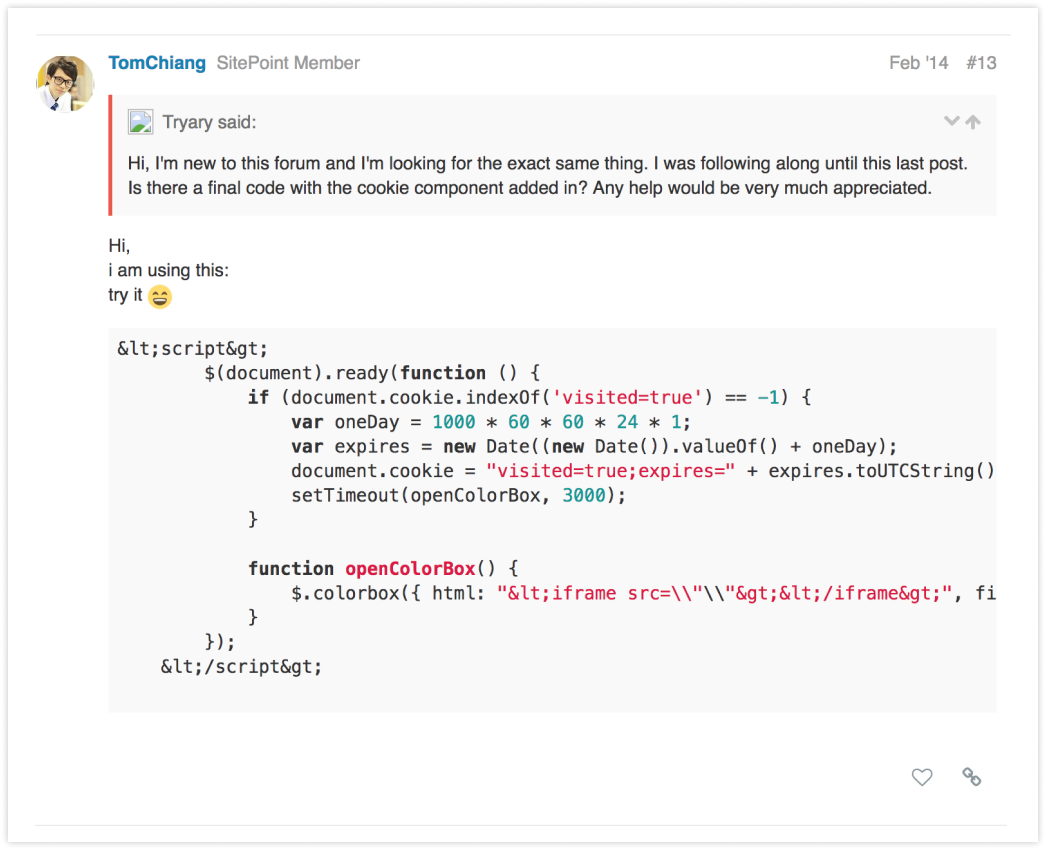 TomChiang SitePoint Member Feb '14 #13
Tryary said:
Hi, I'm new to this forum and I'm looking for the exact same thing. I was following along until this last post.
Is there a final code with the cookie component added in? Any help would be very much appreciated.
Hi,
i am using this:
try it 😄
&lt;script&gt;
        $(document).ready(function () {
            if (document.cookie.indexOf('visited=true') == -1) {
                var oneDay = 1000 * 60 * 60 * 24 * 1;
                var expires = new Date((new Date()).valueOf() + oneDay);
                document.cookie = "visited=true;expires=" + expires.toUTCString()
                setTimeout(openColorBox, 3000);
            }
            function openColorBox() {
                $.colorbox({ html: "&lt;iframe src=\\"\\"&gt;&lt;/iframe&gt;", fi
            }
        });
    &lt;/script&gt;